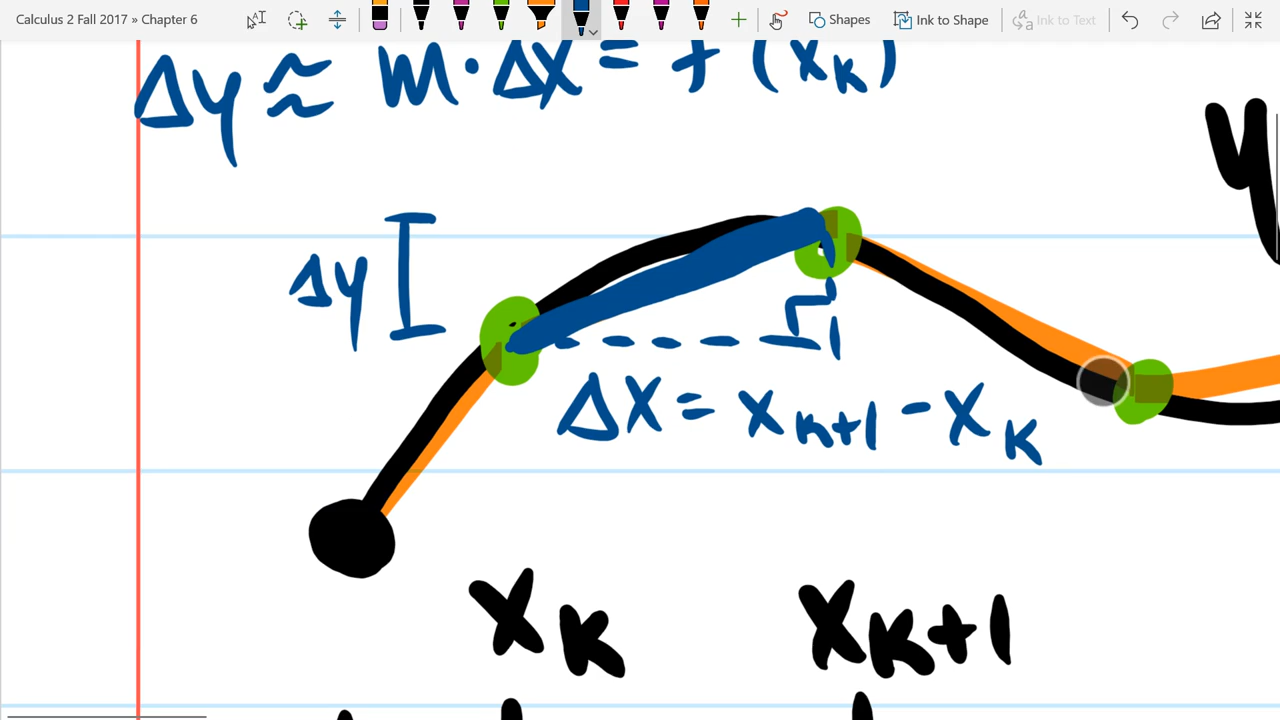 Calculus 2 Fall 2017 » Chapter 6
Shapes
Ink to Shape
Ink to Text
Δy ≈ m·Δx = f (xₖ)
y
Δy
Δx = xₖ₊₁ - xₖ
xₖ xₖ₊₁